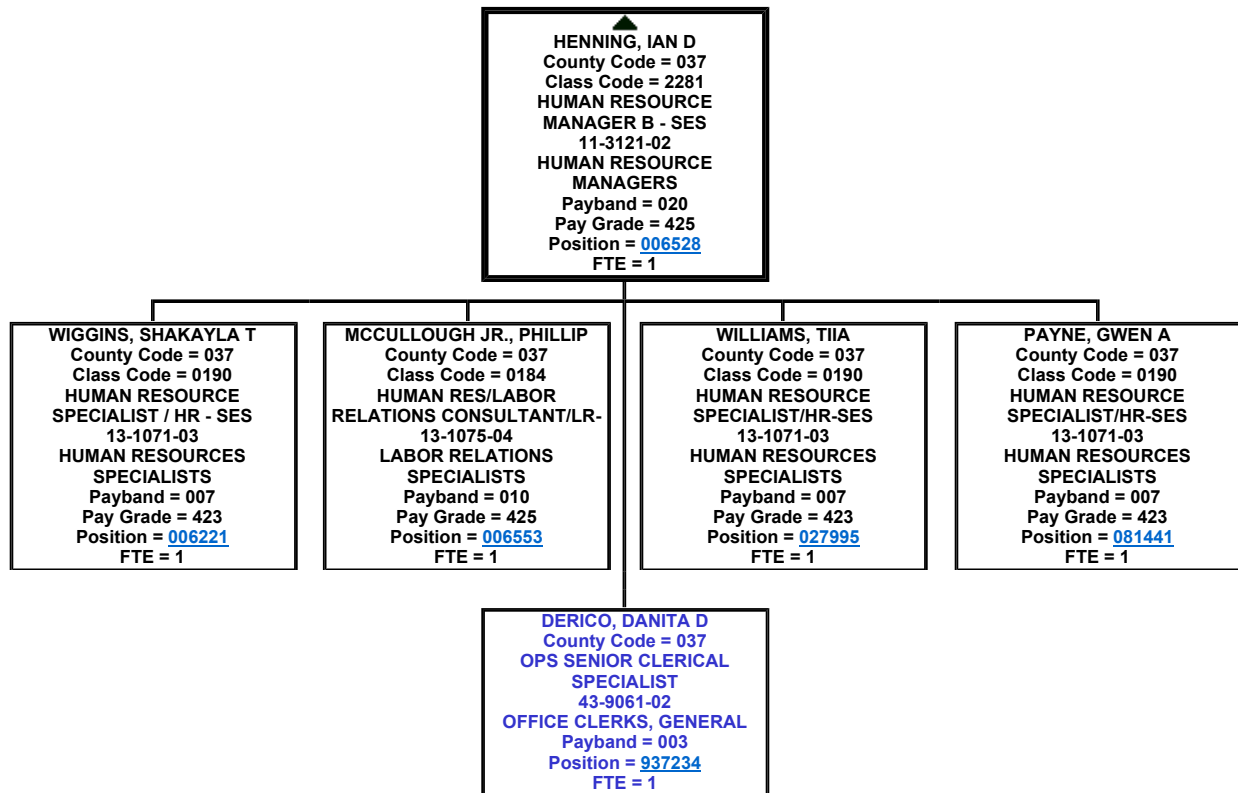 HENNING, IAN D
County Code = 037
Class Code = 2281
HUMAN RESOURCE
MANAGER B - SES
11-3121-02
HUMAN RESOURCE
MANAGERS
Payband = 020
Pay Grade = 425
Position = 006528
FTE = 1
WIGGINS, SHAKAYLA T
County Code = 037
Class Code = 0190
HUMAN RESOURCE
SPECIALIST / HR - SES
13-1071-03
HUMAN RESOURCES
SPECIALISTS
Payband = 007
Pay Grade = 423
Position = 006221
FTE = 1
MCCULLOUGH JR., PHILLIP
County Code = 037
Class Code = 0184
HUMAN RES/LABOR
RELATIONS CONSULTANT/LR-
13-1075-04
LABOR RELATIONS
SPECIALISTS
Payband = 010
Pay Grade = 425
Position = 006553
FTE = 1
WILLIAMS, TIIA
County Code = 037
Class Code = 0190
HUMAN RESOURCE
SPECIALIST/HR-SES
13-1071-03
HUMAN RESOURCES
SPECIALISTS
Payband = 007
Pay Grade = 423
Position = 027995
FTE = 1
PAYNE, GWEN A
County Code = 037
Class Code = 0190
HUMAN RESOURCE
SPECIALIST/HR-SES
13-1071-03
HUMAN RESOURCES
SPECIALISTS
Payband = 007
Pay Grade = 423
Position = 081441
FTE = 1
DERICO, DANITA D
County Code = 037
OPS SENIOR CLERICAL
SPECIALIST
43-9061-02
OFFICE CLERKS, GENERAL
Payband = 003
Position = 937234
FTE = 1